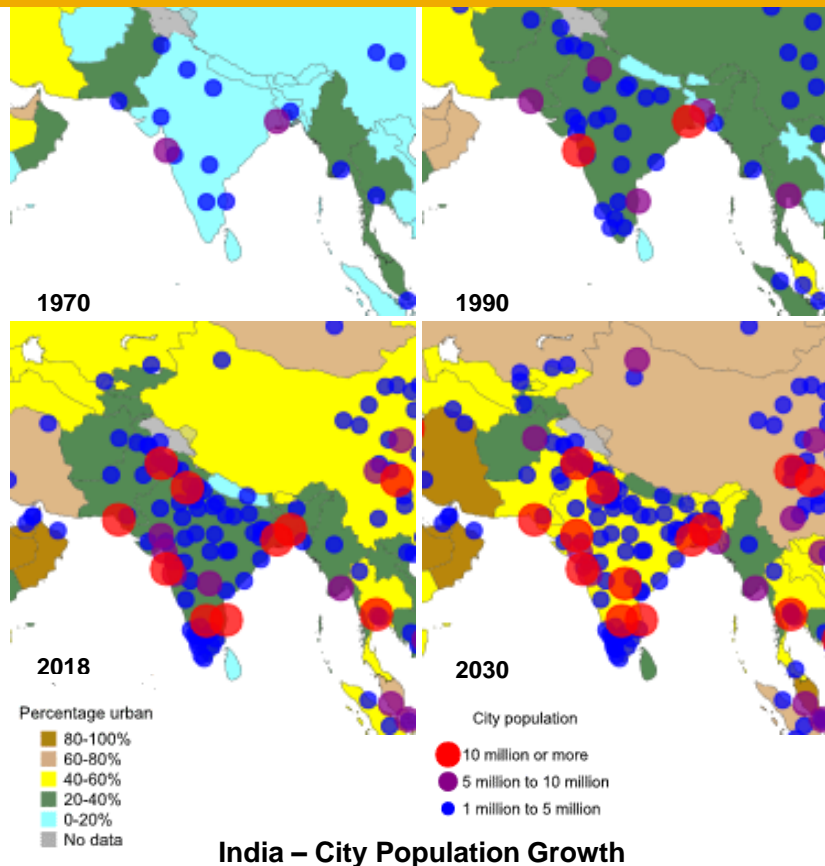 1970
1990
2018
2030
Percentage urban
80-100%
60-80%
40-60%
20-40%
0-20%
No data
City population
10 million or more
5 million to 10 million
1 million to 5 million
India – City Population Growth